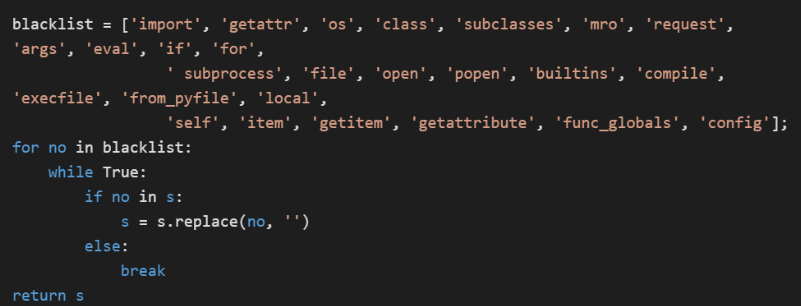 blacklist = ['import', 'getattr', 'os', 'class', 'subclasses', 'mro', 'request',
'args', 'eval', 'if', 'for',
                ' subprocess', 'file', 'open', 'popen', 'builtins', 'compile',
'execfile', 'from_pyfile', 'local',
                'self', 'item', 'getitem', 'getattribute', 'func_globals', 'config'];
for no in blacklist:
    while True:
        if no in s:
            s = s.replace(no, '')
        else:
            break
return s